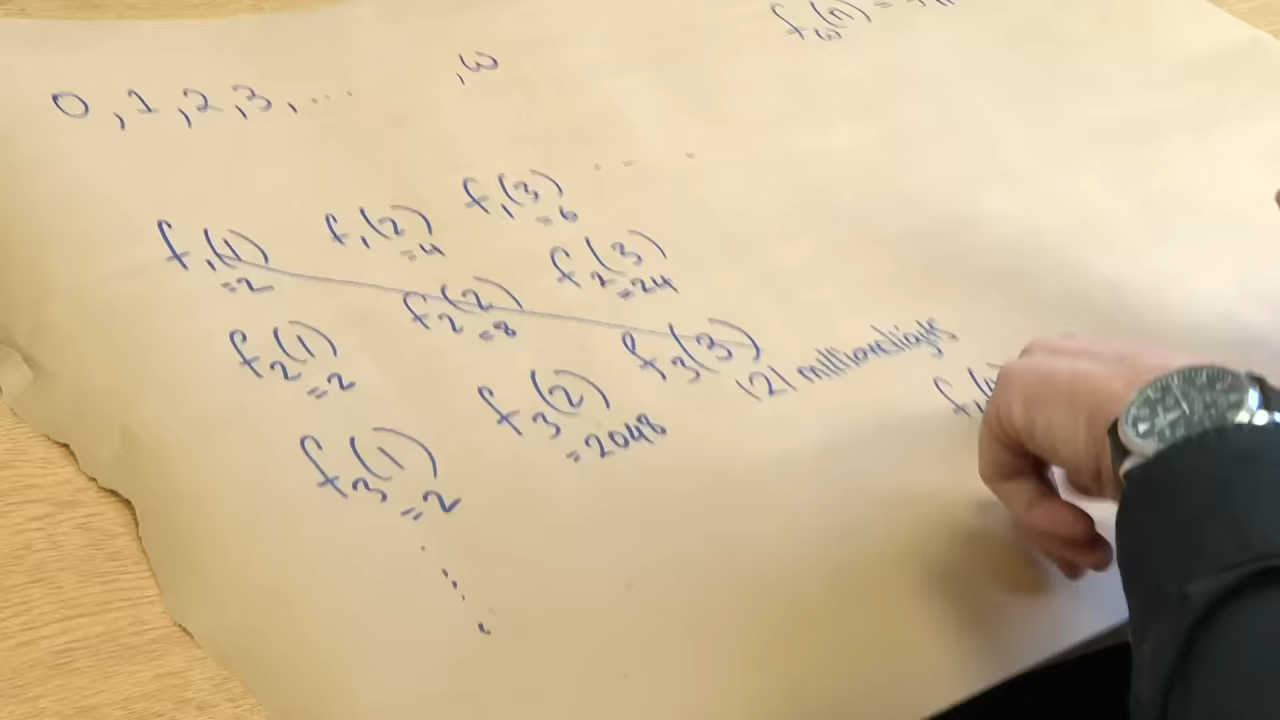 f_ω(n) =
0, 1, 2, 3, ... , ω
f₁(1) =2 f₁(2) =4 f₁(3) =6 ...
f₂(1) =2 f₂(2) =8 f₂(3) =24
f₃(1) =2 f₃(2) =2048 f₃(3) 121 million digits